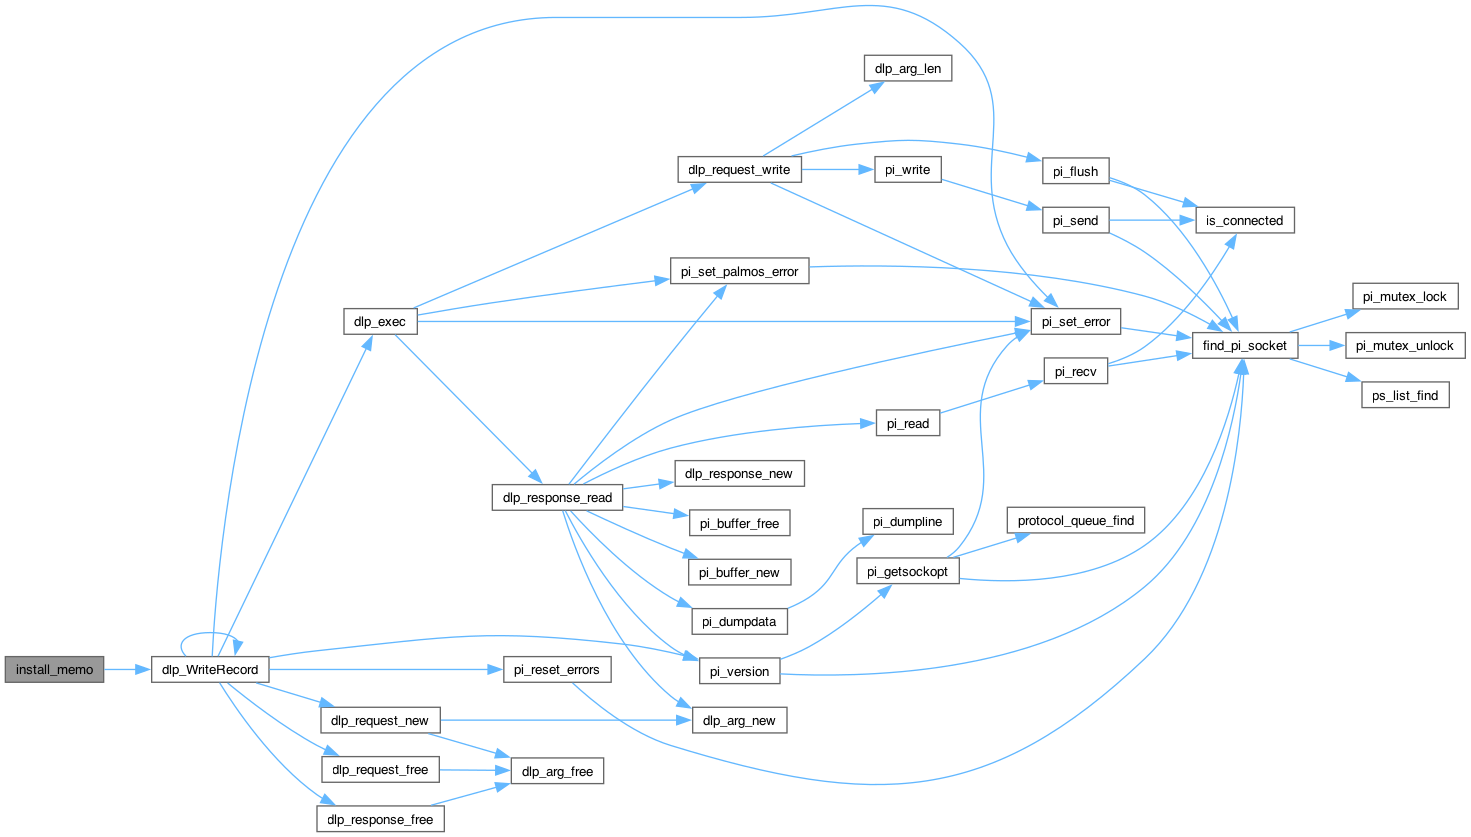 install_memo
dlp_WriteRecord
dlp_exec
dlp_request_write
dlp_arg_len
pi_write
pi_flush
pi_send
is_connected
pi_set_palmos_error
pi_set_error
find_pi_socket
pi_mutex_lock
pi_mutex_unlock
ps_list_find
pi_recv
pi_read
dlp_response_read
dlp_response_new
pi_buffer_free
pi_buffer_new
pi_dumpdata
pi_dumpline
pi_getsockopt
protocol_queue_find
pi_version
dlp_arg_new
pi_reset_errors
dlp_request_new
dlp_request_free
dlp_arg_free
dlp_response_free